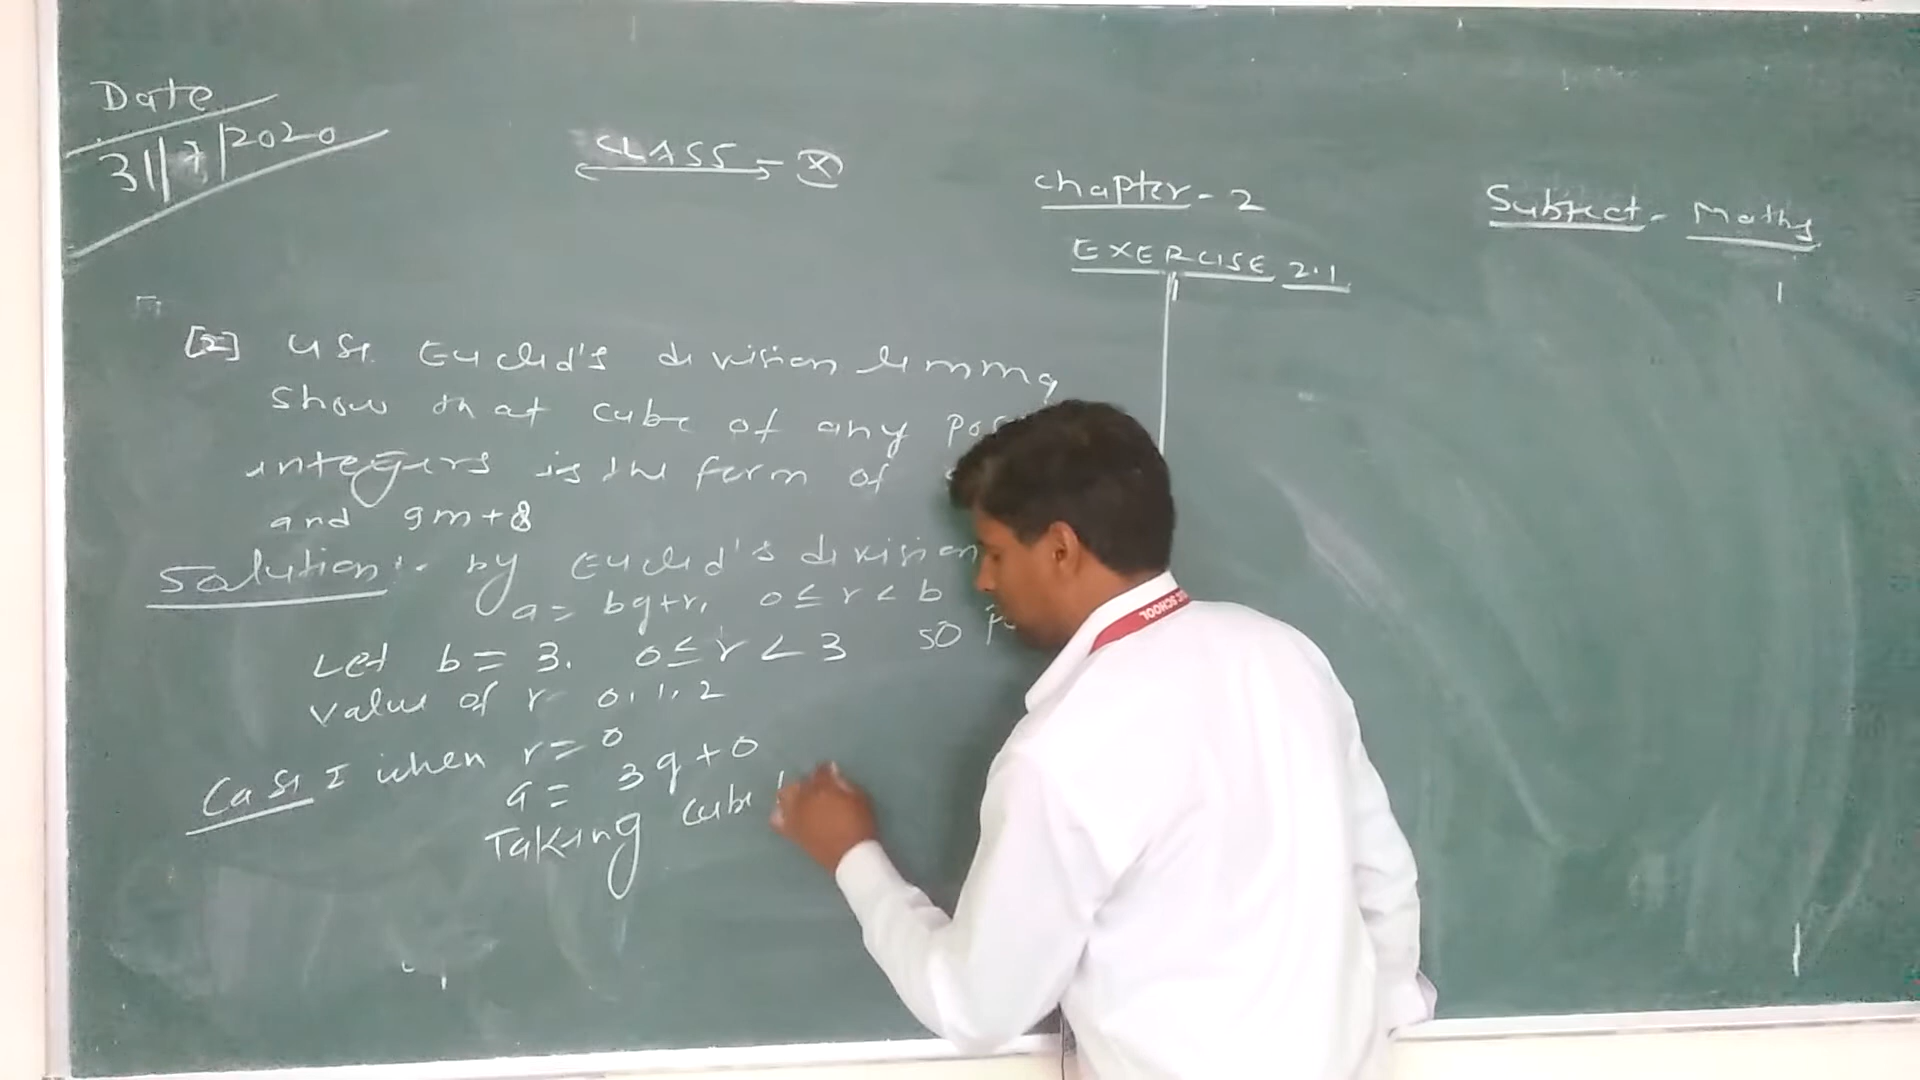 Date
31/7/2020
CLASS - X
Chapter - 2
Subject - Maths
EXERCISE 2.1
[2] Use Euclid's division lemma
show that cube of any
integers is the form of
and 9m+8
Solution:- by Euclid's division
a = bq+r, 0 ≤ r < b
Let b = 3. 0 ≤ r < 3 so
value of r 0, 1, 2
Case I when r = 0
a = 3q + 0
Taking cube
SCHOOL